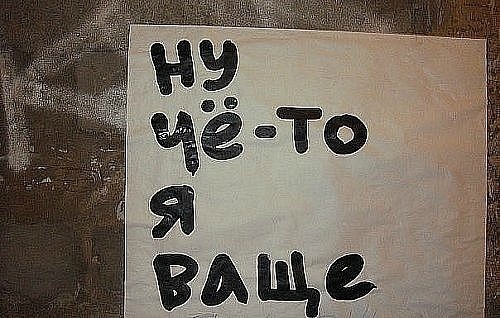 ну
чё-то
я
ваще